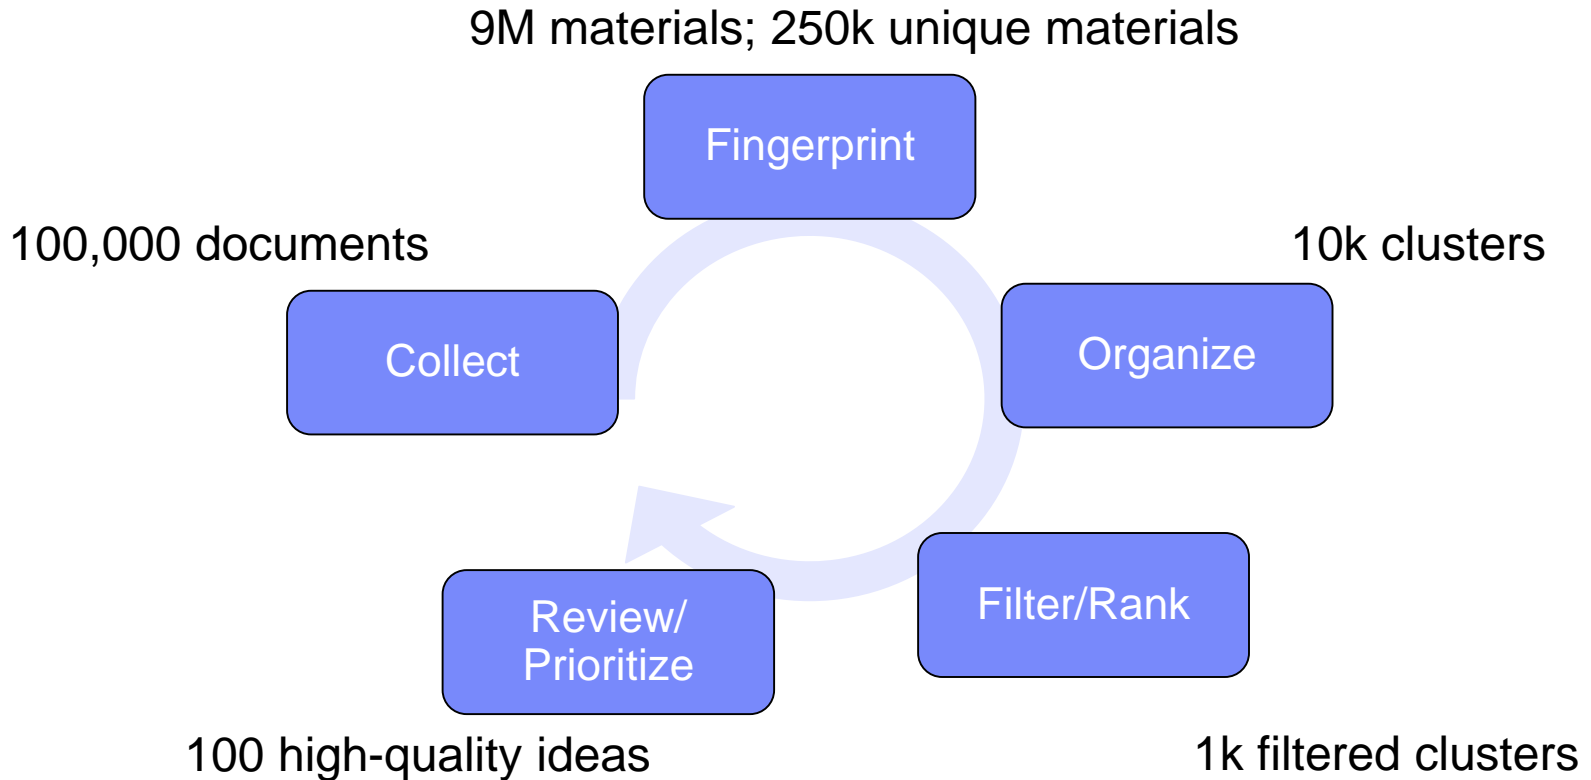 9M materials; 250k unique materials
Fingerprint
100,000 documents
10k clusters
Collect
Organize
Filter/Rank
Review/
Prioritize
100 high-quality ideas
1k filtered clusters